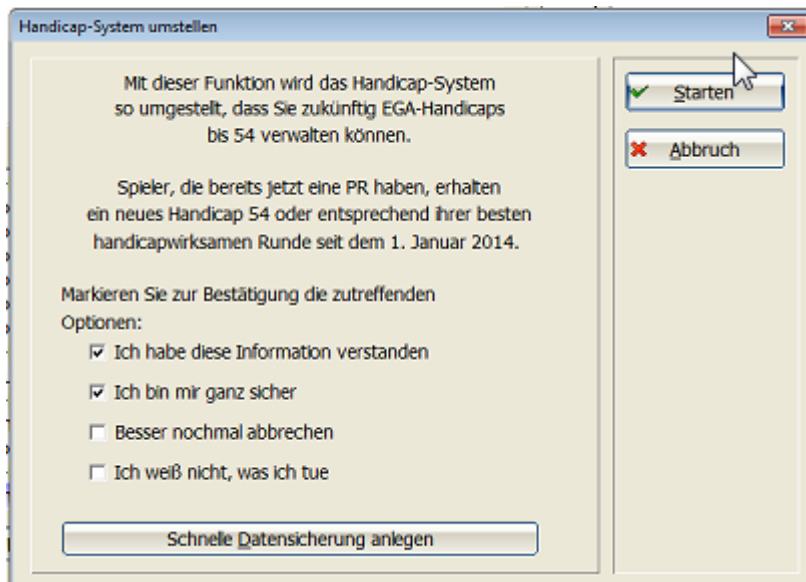 Handicap-System umstellen
Mit dieser Funktion wird das Handicap-System
so umgestellt, dass Sie zukünftig EGA-Handicaps
bis 54 verwalten können.
Spieler, die bereits jetzt eine PR haben, erhalten
ein neues Handicap 54 oder entsprechend ihrer besten
handicapwirksamen Runde seit dem 1. Januar 2014.
Markieren Sie zur Bestätigung die zutreffenden
Optionen:
Ich habe diese Information verstanden
Ich bin mir ganz sicher
Besser nochmal abbrechen
Ich weiß nicht, was ich tue
Schnelle Datensicherung anlegen
Starten
Abbruch